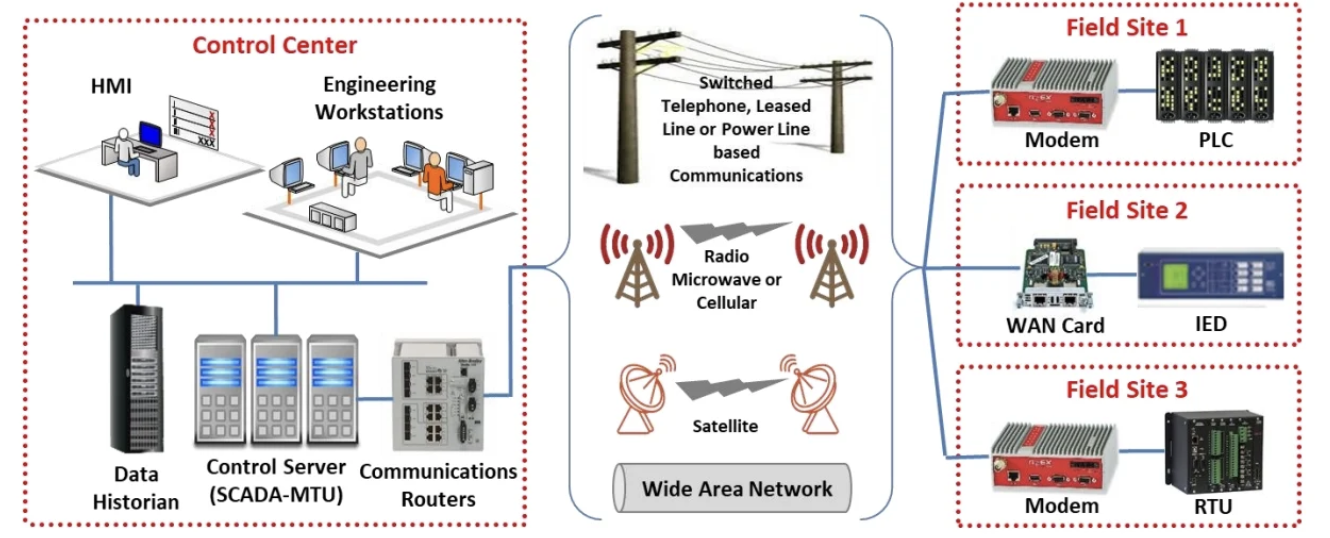 Control Center
HMI
XXX
Engineering
Workstations
Data
Historian
Control Server
(SCADA-MTU)
Communications
Routers
Switched
Telephone, Leased
Line or Power Line
based
Communications
Radio
Microwave or
Cellular
Satellite
Wide Area Network
Field Site 1
Modem
PLC
Field Site 2
WAN Card
IED
Field Site 3
Modem
RTU